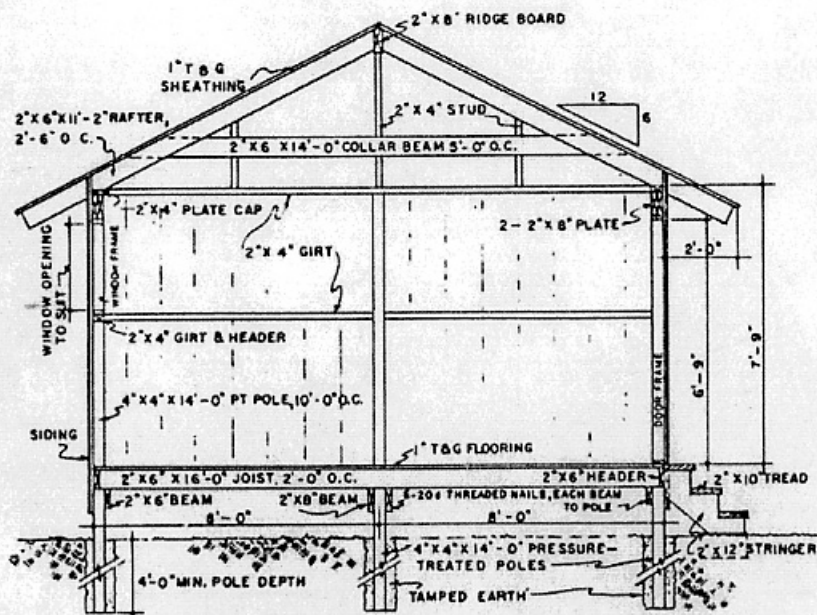 2" X 8" RIDGE BOARD
1" T & G
SHEATHING
12
6
2" X 4" STUD
2" X 6" X 11'-2" RAFTER,
2'-6" O.C.
2" X 6" X 14'-0" COLLAR BEAM 5'-0" O.C.
2" X 4" PLATE CAP
2 - 2" X 8" PLATE
2" X 4" GIRT
2'-0"
WINDOW OPENING
TO SUIT
WINDOW FRAME
2" X 4" GIRT & HEADER
6'-9"
7'-9"
4" X 4" X 14'-0" PT POLE, 10'-0" O.C.
DOOR FRAME
SIDING
1" T&G FLOORING
2" X 6" X 16'-0" JOIST, 2'-0" O.C.
2" X 6" HEADER
2" X 10" TREAD
2" X 6" BEAM
2" X 8" BEAM
6-20d THREADED NAILS, EACH BEAM
TO POLE
8'-0"
8'-0"
4" X 4" X 14'-0" PRESSURE-
TREATED POLES
2" X 12" STRINGER
4'-0" MIN. POLE DEPTH
TAMPED EARTH